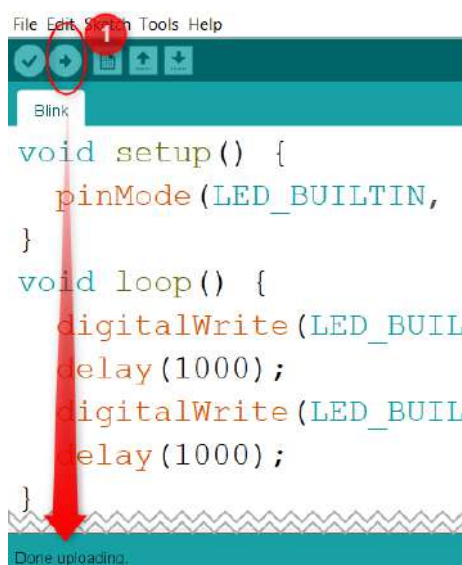 File Edit Sketch Tools Help
1
Blink
void setup() {
pinMode(LED_BUILTIN,
}
void loop() {
digitalWrite(LED_BUIL
delay(1000);
digitalWrite(LED_BUIL
delay(1000);
}
Done uploading.